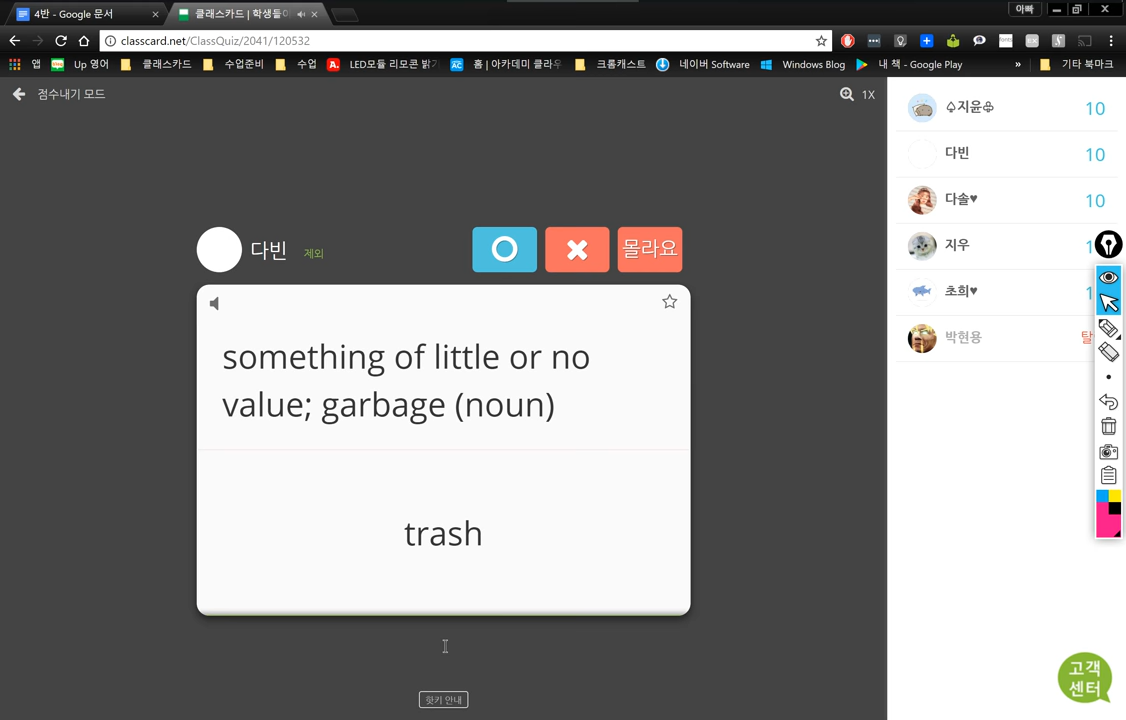 4반 - Google 문서
클래스카드 | 학생들이
아빠
classcard.net/ClassQuiz/2041/120532
앱
Up 영어
클래스카드
수업준비
수업
LED모듈 리모콘 밝기
홈 | 아카데미 클라우
크롬캐스트
네이버 Software
Windows Blog
내 책 - Google Play
»
기타 북마크
점수내기 모드
1X
♤지윤♧
10
다빈
10
다솔♥
10
지우
1
초희♥
1
박현용
탈
다빈
제외
몰라요
something of little or no
value; garbage (noun)
trash
핫키 안내
고객
센터